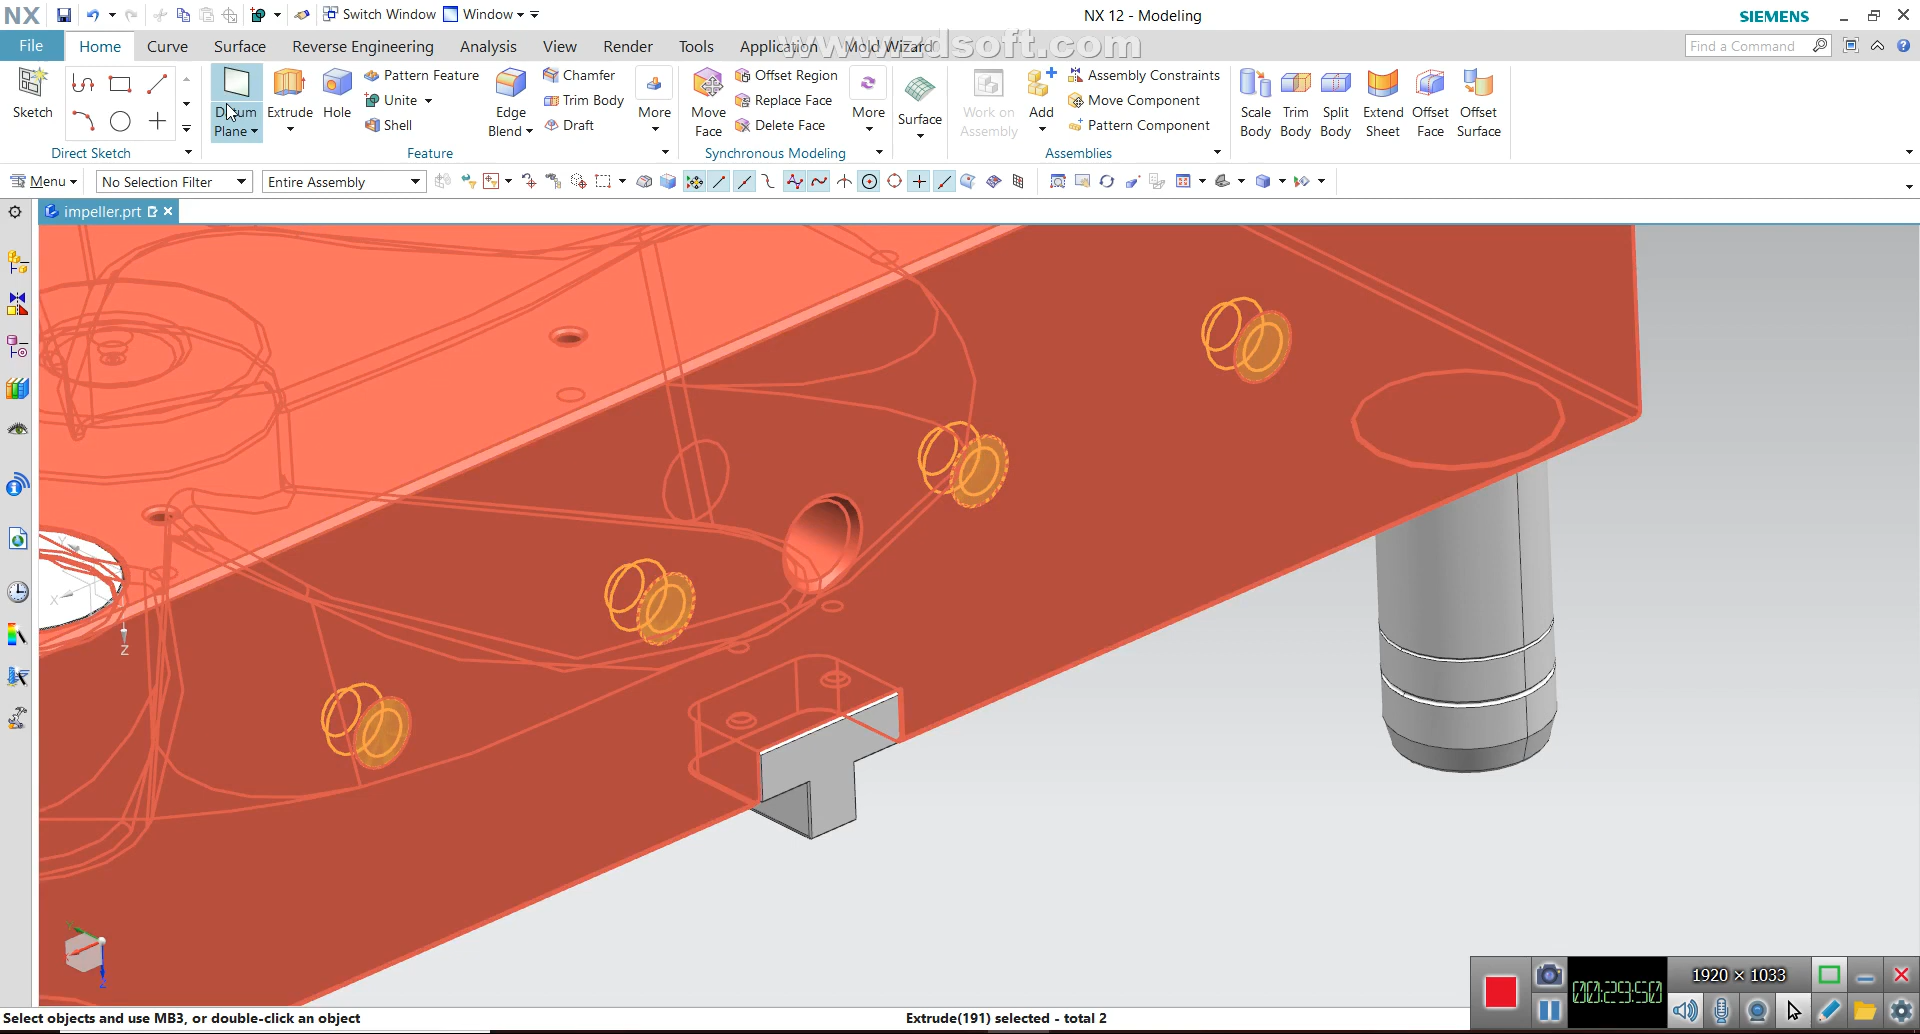 NX Switch Window Window NX 12 - Modeling SIEMENS
File Home Curve Surface Reverse Engineering Analysis View Render Tools Application Mold Wizard Find a Command
www.zdsoft.com
Sketch Datum Plane Extrude Hole Pattern Feature Unite Shell Edge Blend Chamfer Trim Body Draft More
Move Face Offset Region Replace Face Delete Face More Surface
Work on Assembly Add Assembly Constraints Move Component Pattern Component
Scale Body Trim Body Split Body Extend Sheet Offset Face Offset Surface
Direct Sketch Feature Synchronous Modeling Assemblies
Menu No Selection Filter Entire Assembly
impeller.prt
X
Y
Z
Z
Select objects and use MB3, or double-click an object Extrude(191) selected - total 2
00:29:50 1920 × 1033